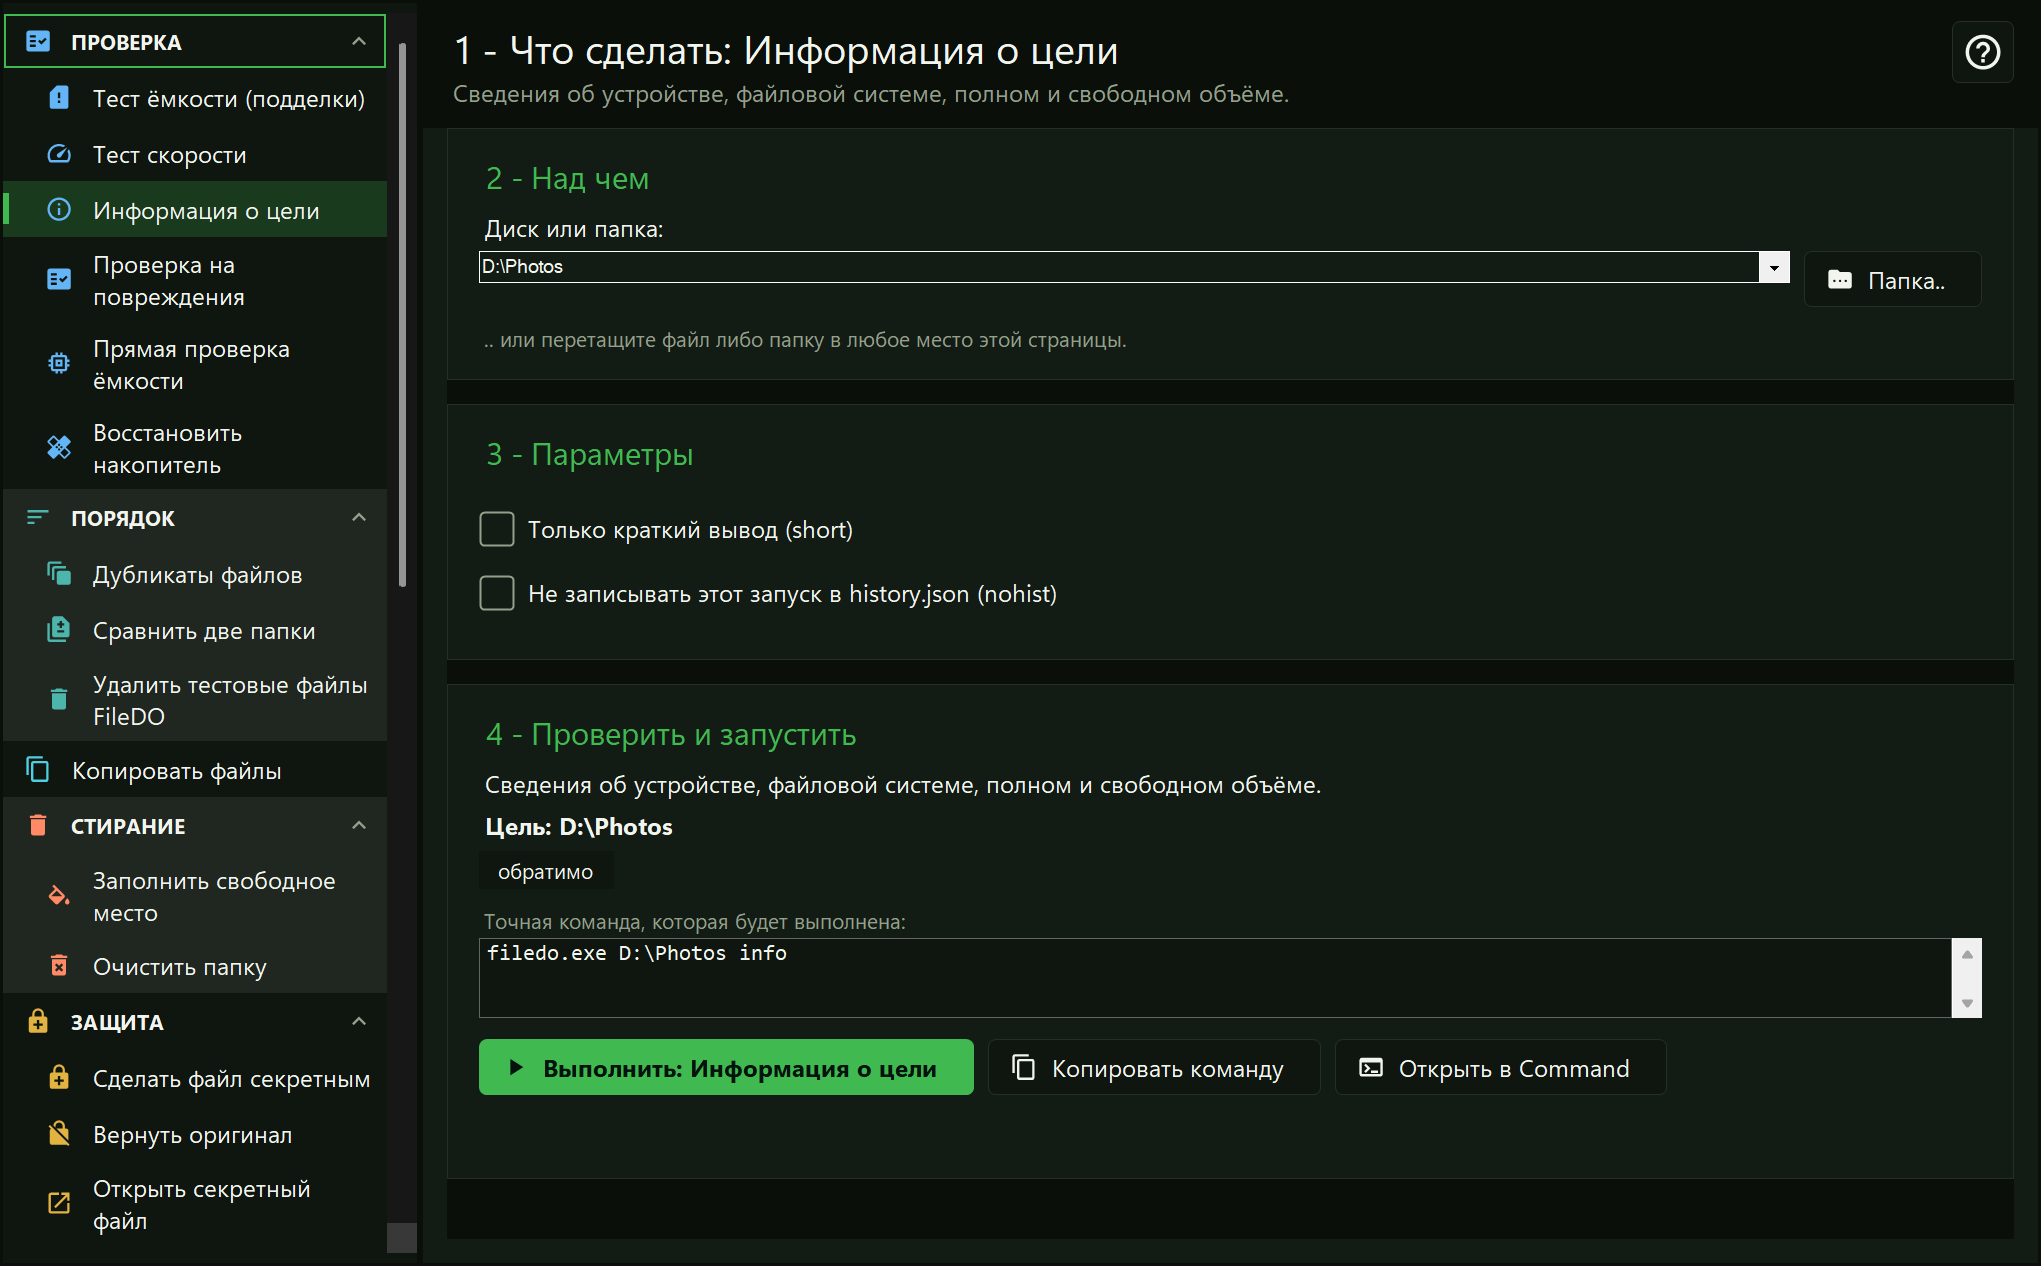 ПРОВЕРКА
Тест ёмкости (подделки)
Тест скорости
Информация о цели
Проверка на
повреждения
Прямая проверка
ёмкости
Восстановить
накопитель
ПОРЯДОК
Дубликаты файлов
Сравнить две папки
Удалить тестовые файлы
FileDO
Копировать файлы
СТИРАНИЕ
Заполнить свободное
место
Очистить папку
ЗАЩИТА
Сделать файл секретным
Вернуть оригинал
Открыть секретный
файл
1 - Что сделать: Информация о цели
Сведения об устройстве, файловой системе, полном и свободном объёме.
2 - Над чем
Диск или папка:
D:\Photos
Папка..
.. или перетащите файл либо папку в любое место этой страницы.
3 - Параметры
Только краткий вывод (short)
Не записывать этот запуск в history.json (nohist)
4 - Проверить и запустить
Сведения об устройстве, файловой системе, полном и свободном объёме.
Цель: D:\Photos
обратимо
Точная команда, которая будет выполнена:
filedo.exe D:\Photos info
Выполнить: Информация о цели
Копировать команду
Открыть в Command